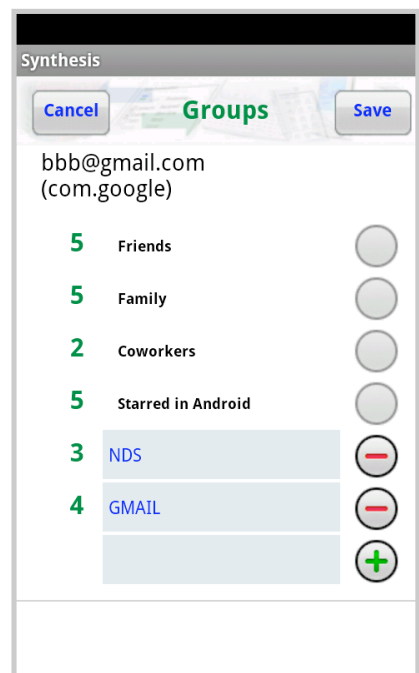 Synthesis
Cancel Groups Save
bbb@gmail.com
(com.google)
5 Friends
5 Family
2 Coworkers
5 Starred in Android
3 NDS
4 GMAIL